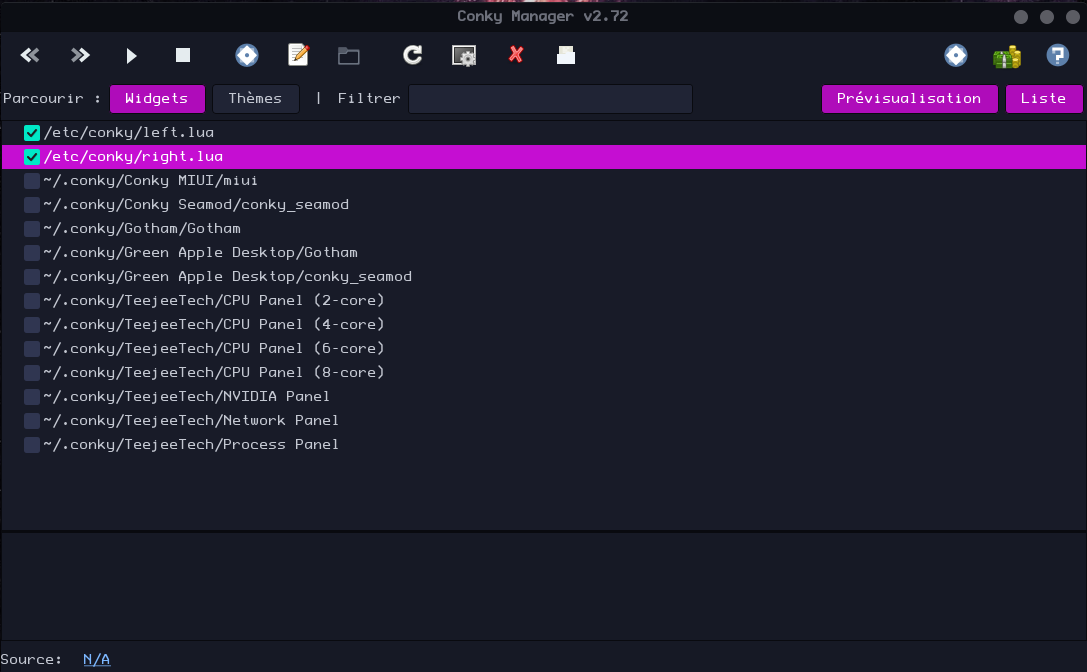 Conky Manager v2.72
Parcourir : Widgets Thèmes | Filtrer Prévisualisation Liste
/etc/conky/left.lua
/etc/conky/right.lua
~/.conky/Conky MIUI/miui
~/.conky/Conky Seamod/conky_seamod
~/.conky/Gotham/Gotham
~/.conky/Green Apple Desktop/Gotham
~/.conky/Green Apple Desktop/conky_seamod
~/.conky/TeejeeTech/CPU Panel (2-core)
~/.conky/TeejeeTech/CPU Panel (4-core)
~/.conky/TeejeeTech/CPU Panel (6-core)
~/.conky/TeejeeTech/CPU Panel (8-core)
~/.conky/TeejeeTech/NVIDIA Panel
~/.conky/TeejeeTech/Network Panel
~/.conky/TeejeeTech/Process Panel
Source: N/A